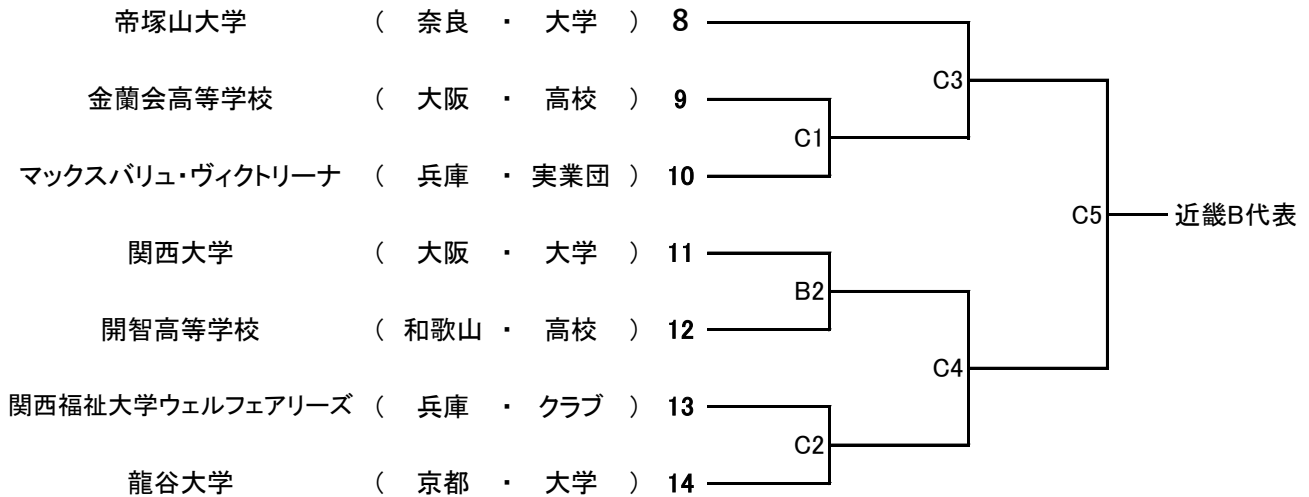 帝塚山大学 ( 奈良 ・ 大学 ) 8
C3
金蘭会高等学校 ( 大阪 ・ 高校 ) 9
C1
マックスバリュ・ヴィクトリーナ ( 兵庫 ・ 実業団 ) 10
C5 近畿B代表
関西大学 ( 大阪 ・ 大学 ) 11
B2
開智高等学校 ( 和歌山 ・ 高校 ) 12
C4
関西福祉大学ウェルフェアリーズ ( 兵庫 ・ クラブ ) 13
C2
龍谷大学 ( 京都 ・ 大学 ) 14